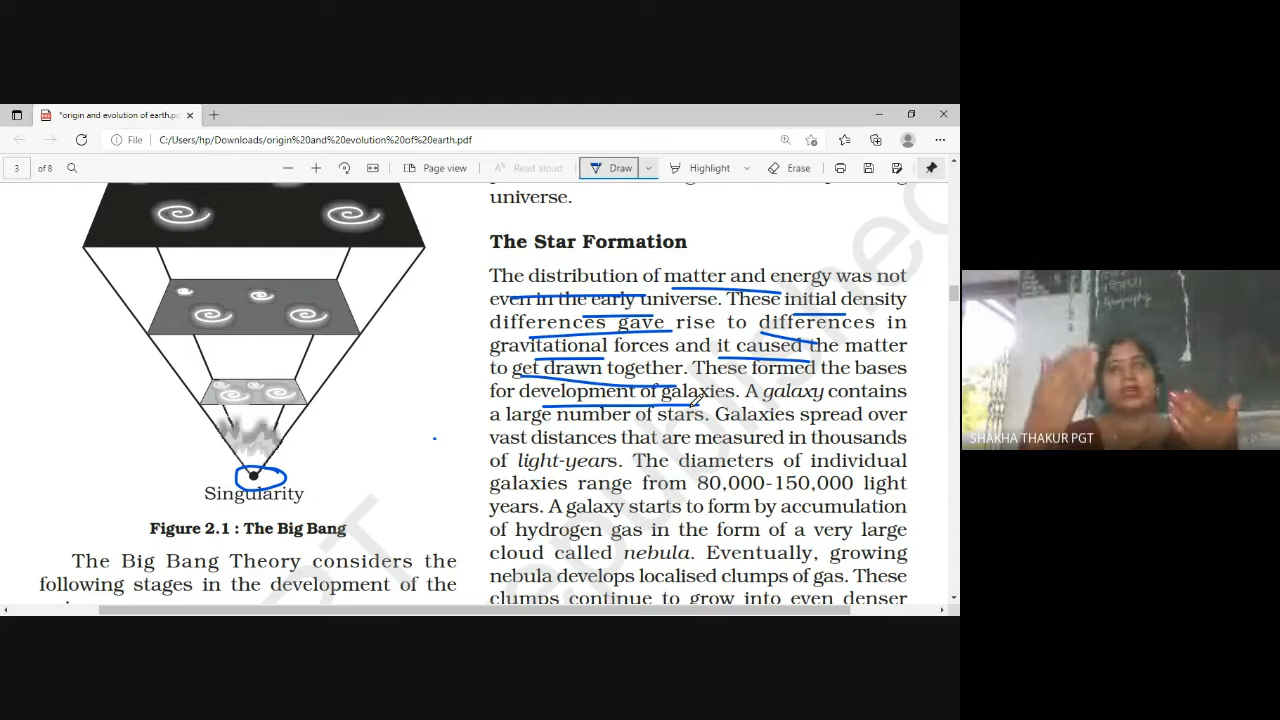 *origin and evolution of earth.pc
File
C:/Users/hp/Downloads/origin%20and%20evolution%20of%20earth.pdf
3 of 8
Page view
Read aloud
Draw
Highlight
Erase
Singularity
Figure 2.1 : The Big Bang
The Big Bang Theory considers the
following stages in the development of the
universe.
The Star Formation
The distribution of matter and energy was not
even in the early universe. These initial density
differences gave rise to differences in
gravitational forces and it caused the matter
to get drawn together. These formed the bases
for development of galaxies. A galaxy contains
a large number of stars. Galaxies spread over
vast distances that are measured in thousands
of light-years. The diameters of individual
galaxies range from 80,000-150,000 light
years. A galaxy starts to form by accumulation
of hydrogen gas in the form of a very large
cloud called nebula. Eventually, growing
nebula develops localised clumps of gas. These
clumps continue to grow into even denser
SHAKHA THAKUR PGT